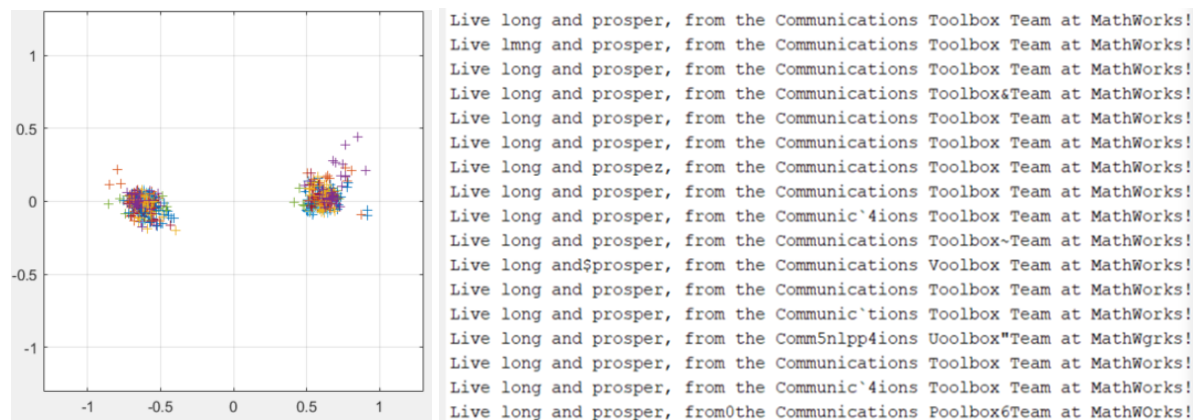 1
0.5
0
-0.5
-1
-1 -0.5 0 0.5 1
Live long and prosper, from the Communications Toolbox Team at MathWorks!
Live lmng and prosper, from the Communications Toolbox Team at MathWorks!
Live long and prosper, from the Communications Toolbox Team at MathWorks!
Live long and prosper, from the Communications Toolbox&Team at MathWorks!
Live long and prosper, from the Communications Toolbox Team at MathWorks!
Live long and prosper, from the Communications Toolbox Team at MathWorks!
Live long and prospez, from the Communications Toolbox Team at MathWorks!
Live long and prosper, from the Communications Toolbox Team at MathWorks!
Live long and prosper, from the Communic`4ions Toolbox Team at MathWorks!
Live long and prosper, from the Communications Toolbox~Team at MathWorks!
Live long and$prosper, from the Communications Voolbox Team at MathWorks!
Live long and prosper, from the Communications Toolbox Team at MathWorks!
Live long and prosper, from the Communic`tions Toolbox Team at MathWorks!
Live long and prosper, from the Comm5nlpp4ions Uoolbox"Team at MathWgrks!
Live long and prosper, from the Communications Toolbox Team at MathWorks!
Live long and prosper, from the Communic`4ions Toolbox Team at MathWorks!
Live long and prosper, from0the Communications Poolbox6Team at MathWOrks!